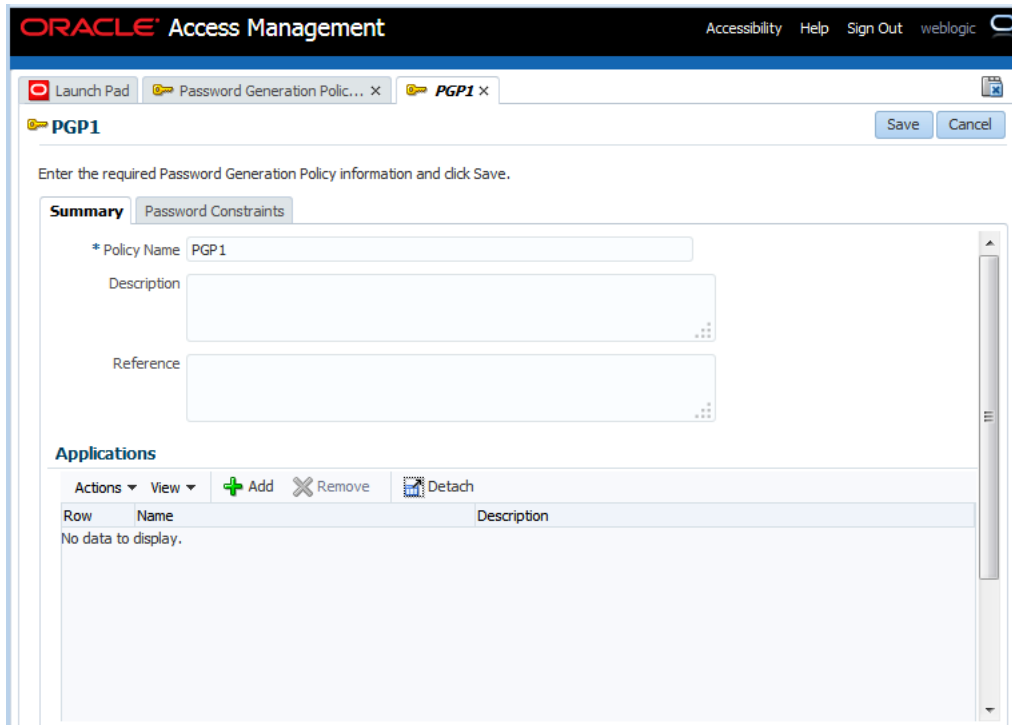 ORACLE Access Management Accessibility Help Sign Out weblogic
Launch Pad Password Generation Polic... PGP1
PGP1 Save Cancel
Enter the required Password Generation Policy information and click Save.
Summary Password Constraints
* Policy Name PGP1
Description
Reference
Applications
Actions View Add Remove Detach
Row Name Description
No data to display.